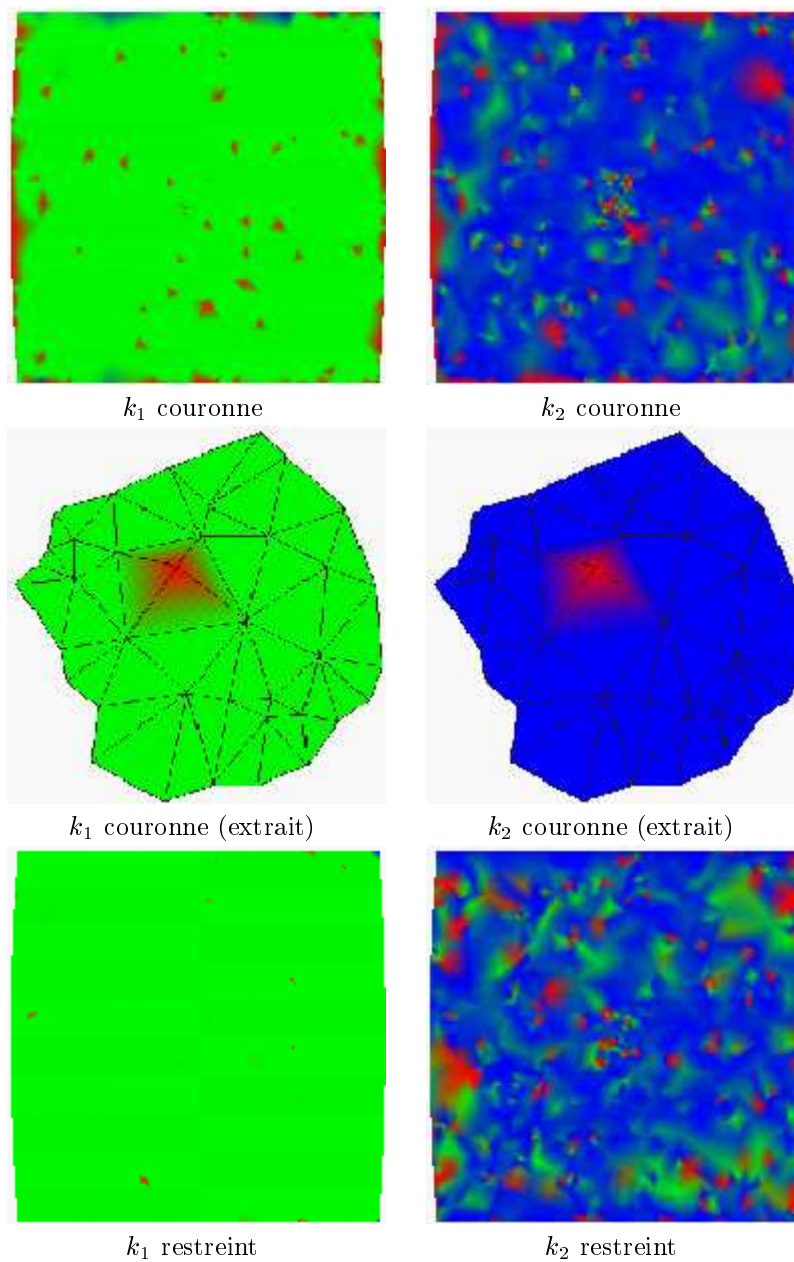 k₁ couronne
k₂ couronne
k₁ couronne (extrait)
k₂ couronne (extrait)
k₁ restreint
k₂ restreint